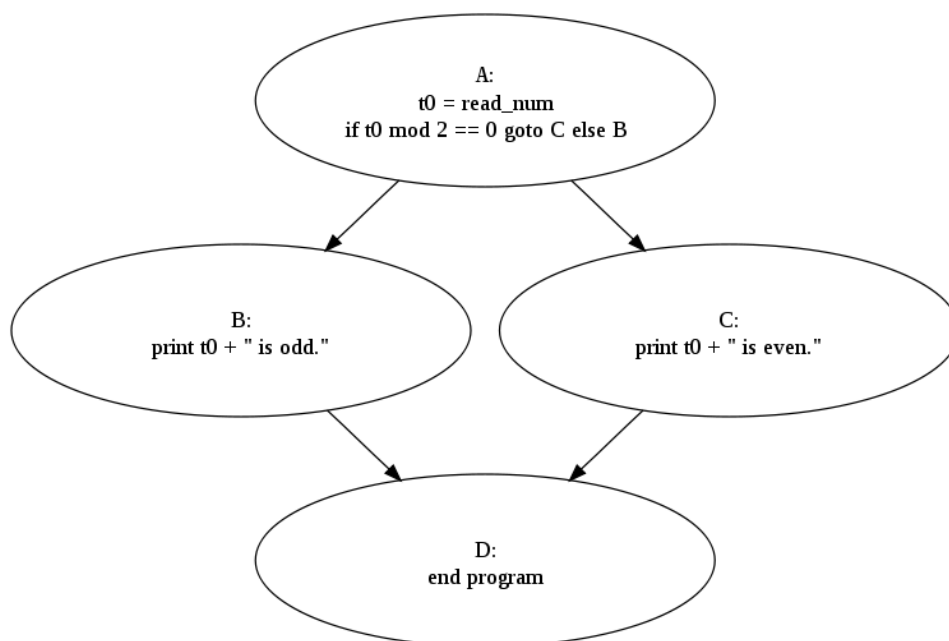 A:
t0 = read_num
if t0 mod 2 == 0 goto C else B
B:
print t0 + " is odd."
C:
print t0 + " is even."
D:
end program